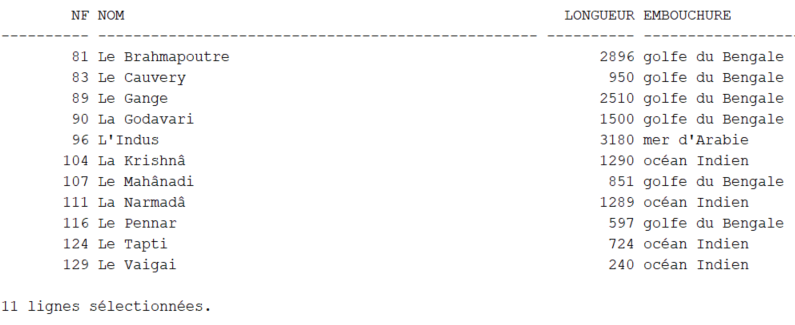 NF NOM LONGUEUR EMBOUCHURE
---------- -------------------------------------------------- ---------- -----------------
81 Le Brahmapoutre 2896 golfe du Bengale
83 Le Cauvery 950 golfe du Bengale
89 Le Gange 2510 golfe du Bengale
90 La Godavari 1500 golfe du Bengale
96 L'Indus 3180 mer d'Arabie
104 La Krishnâ 1290 océan Indien
107 Le Mahânadi 851 golfe du Bengale
111 La Narmadâ 1289 océan Indien
116 Le Pennar 597 golfe du Bengale
124 Le Tapti 724 océan Indien
129 Le Vaigai 240 océan Indien
11 lignes sélectionnées.